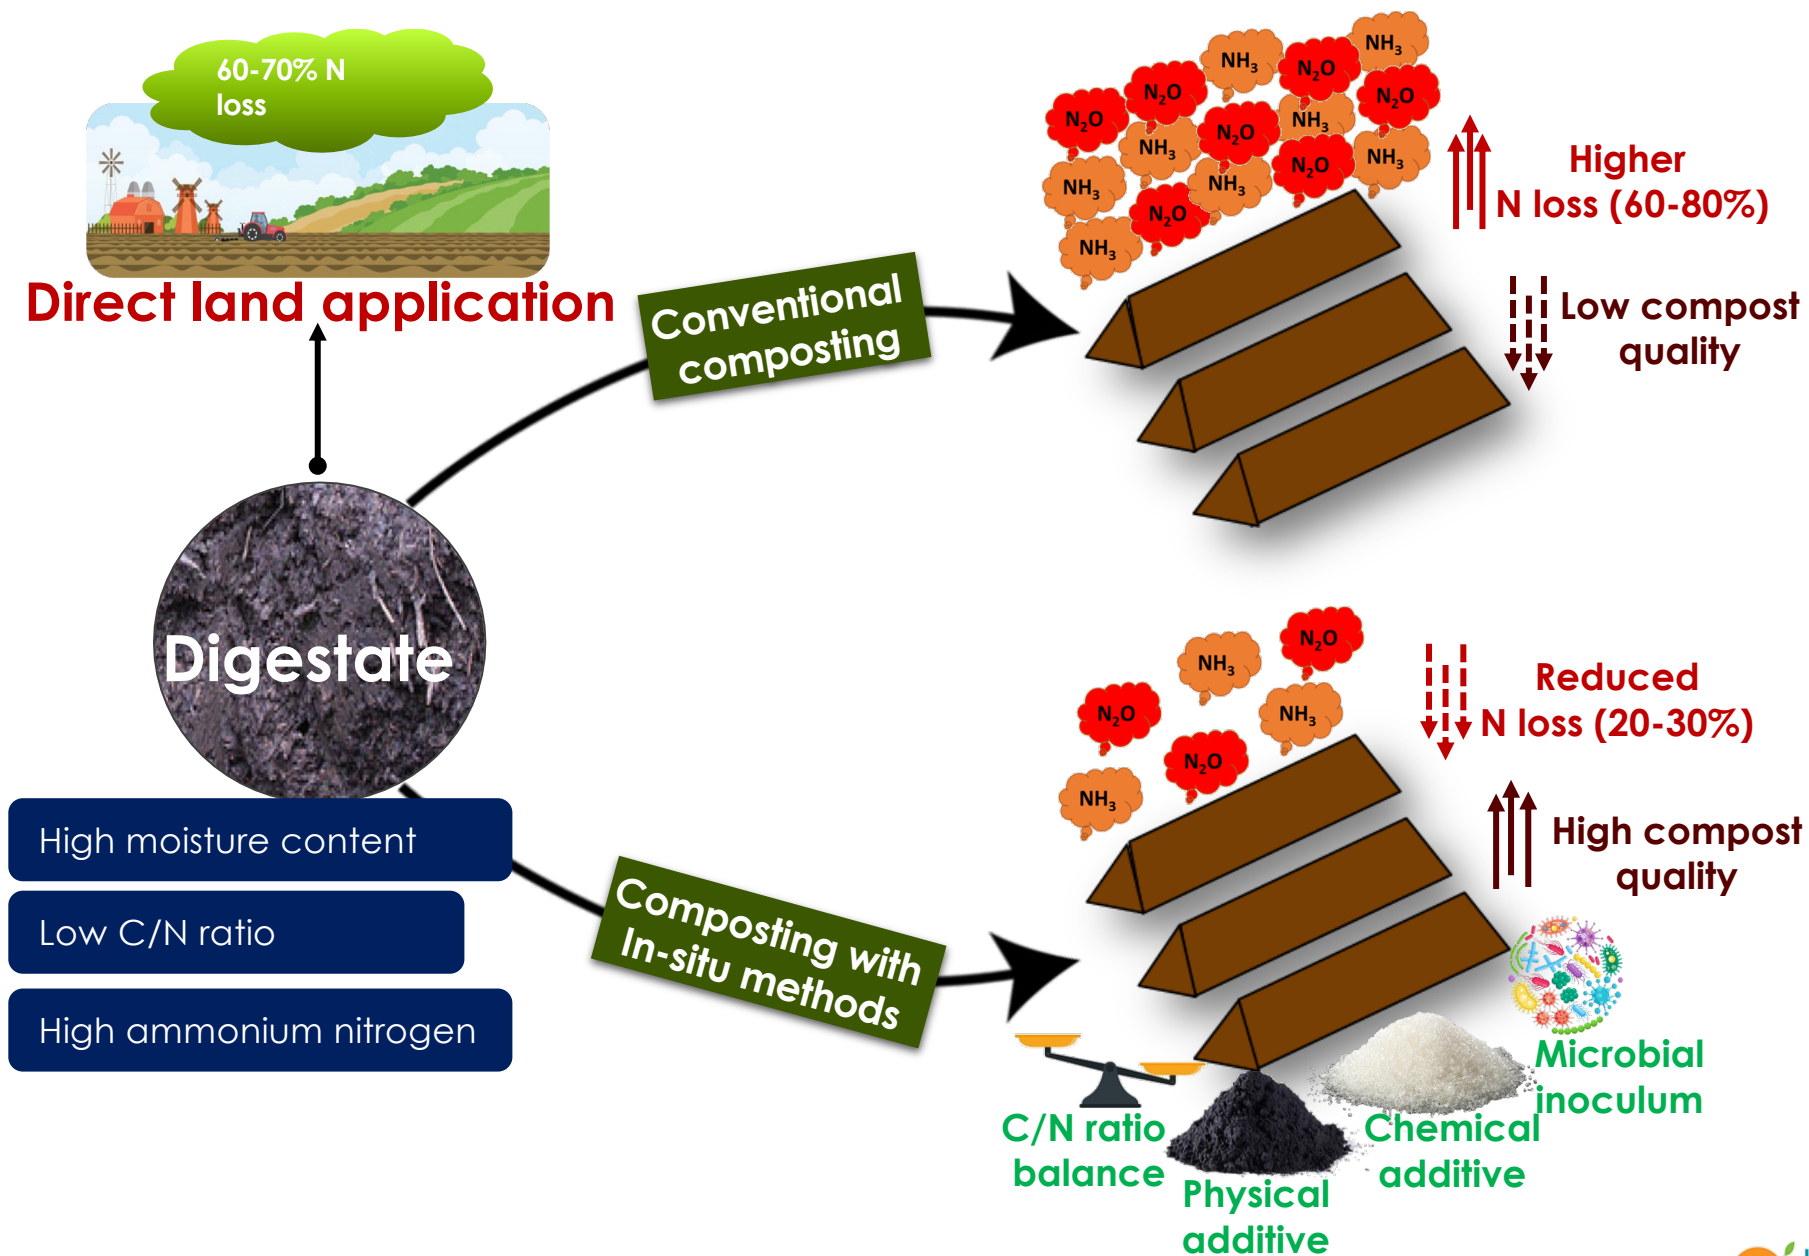 60-70% N
loss
Direct land application
Digestate
High moisture content
Low C/N ratio
High ammonium nitrogen
Conventional
composting
NH₃
N₂O
NH₃
N₂O
N₂O
N₂O
NH₃
N₂O
NH₃
NH₃
N₂O
NH₃
NH₃
N₂O
NH₃
Higher
N loss (60-80%)
Low compost
quality
Composting with
In-situ methods
N₂O
NH₃
N₂O
NH₃
N₂O
NH₃
Reduced
N loss (20-30%)
High compost
quality
C/N ratio
balance
Physical
additive
Chemical
additive
Microbial
inoculum